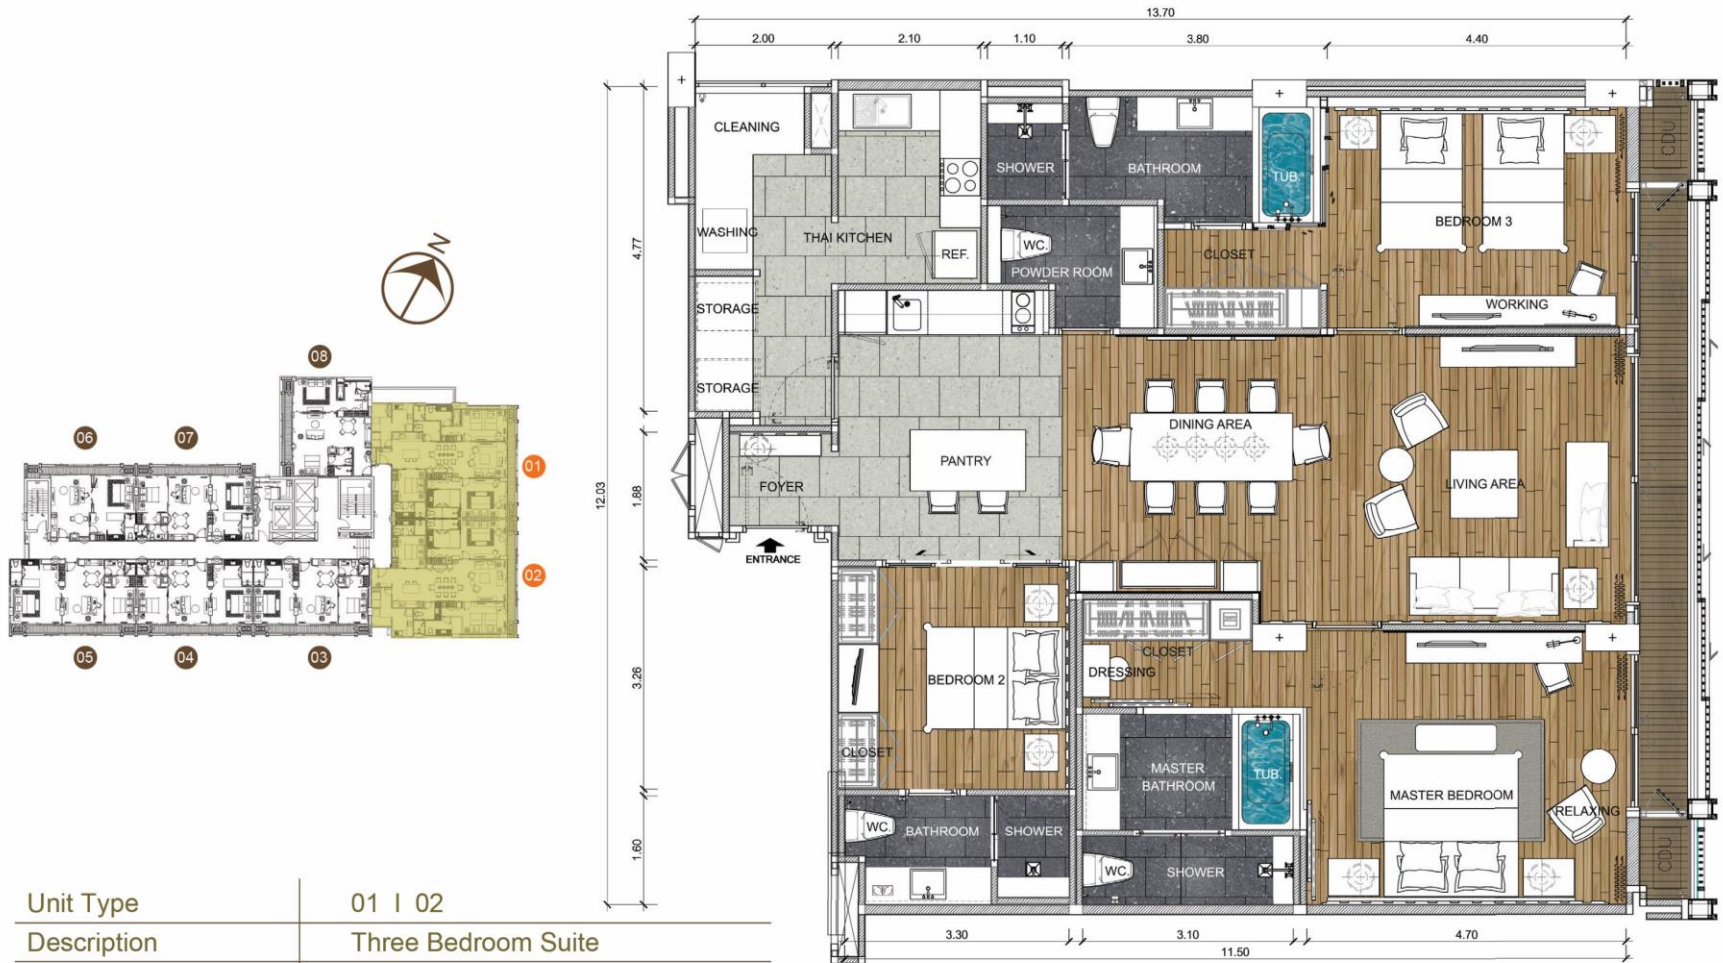 13.70
2.00
2.10
1.10
3.80
4.40
12.03
4.77
1.88
3.26
1.60
CLEANING
SHOWER
BATHROOM
TUB.
CDU
BEDROOM 3
WASHING
THAI KITCHEN
REF.
WC.
POWDER ROOM
CLOSET
WORKING
STORAGE
STORAGE
DINING AREA
PANTRY
LIVING AREA
FOYER
ENTRANCE
CLOSET
DRESSING
BEDROOM 2
CLOSET
MASTER
BATHROOM
TUB.
MASTER BEDROOM
RELAXING
WC.
BATHROOM
SHOWER
WC.
SHOWER
CDU
3.30
3.10
4.70
11.50
N
08
06
07
01
02
05
04
03
Unit Type 01 I 02
Description Three Bedroom Suite